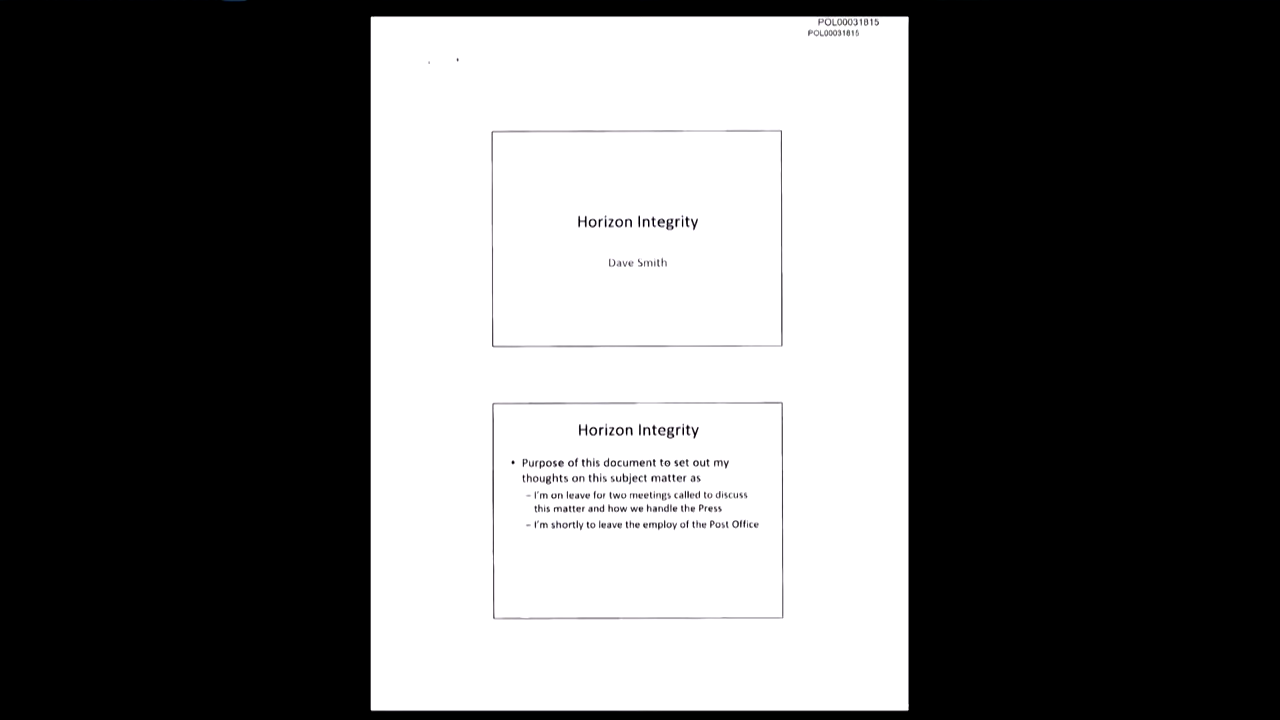 POL00031815
POL00031815
Horizon Integrity
Dave Smith
Horizon Integrity
• Purpose of this document to set out my
thoughts on this subject matter as
– I'm on leave for two meetings called to discuss
this matter and how we handle the Press
– I'm shortly to leave the employ of the Post Office